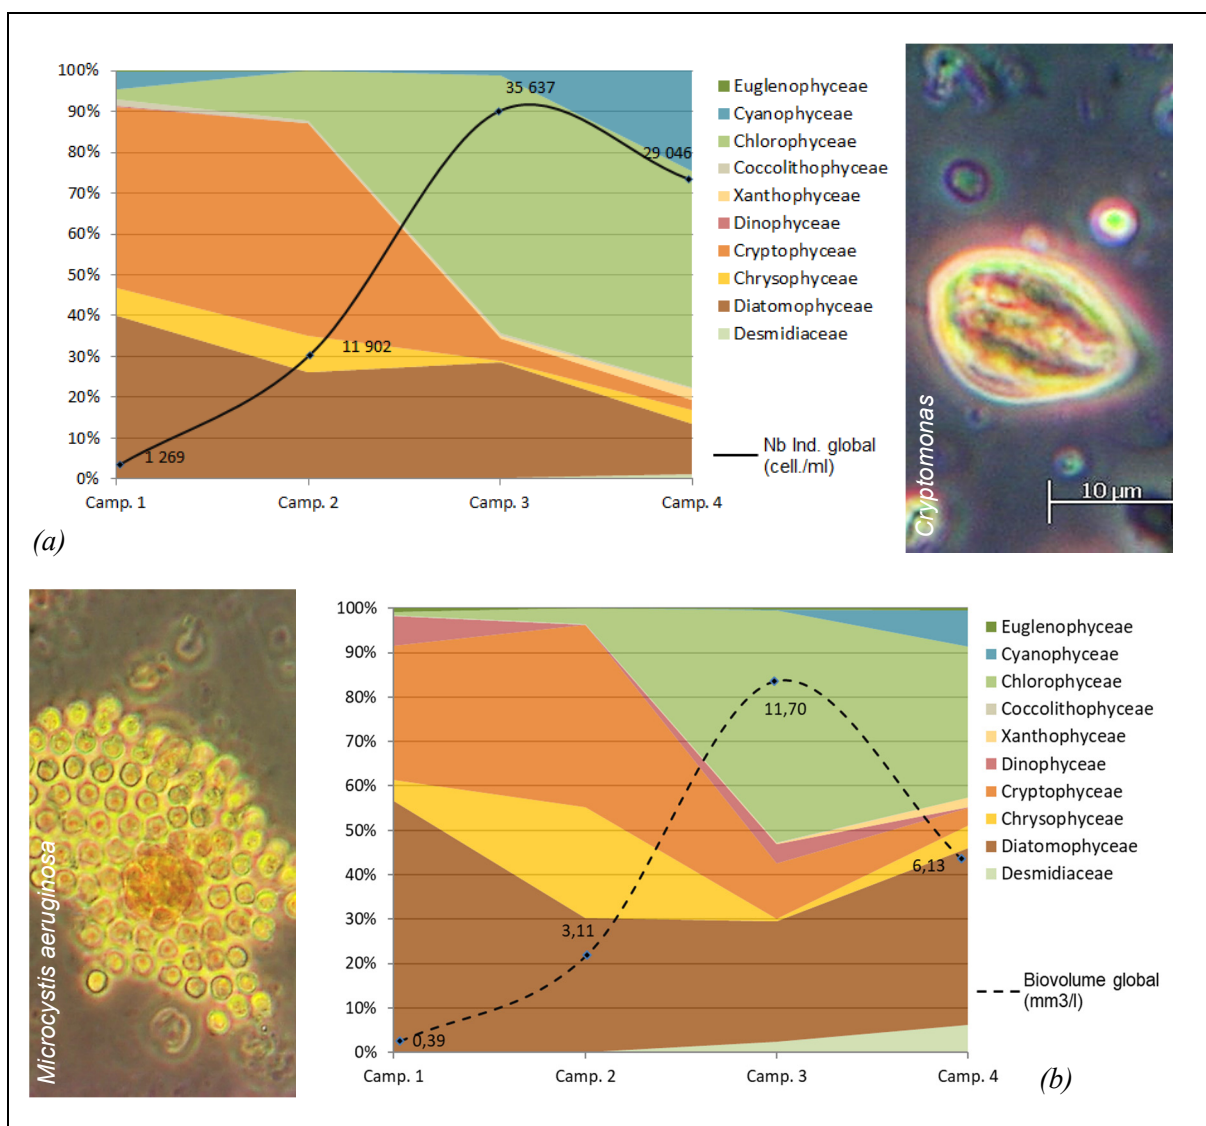 100%
90%
80%
70%
60%
50%
40%
30%
20%
10%
0%
35 637
29 046
11 902
1 269
Camp. 1 Camp. 2 Camp. 3 Camp. 4
Euglenophyceae
Cyanophyceae
Chlorophyceae
Coccolithophyceae
Xanthophyceae
Dinophyceae
Cryptophyceae
Chrysophyceae
Diatomophyceae
Desmidiaceae
Nb Ind. global
(cell./ml)
(a)
Cryptomonas
10 µm
Microcystis aeruginosa
100%
90%
80%
70%
60%
50%
40%
30%
20%
10%
0%
11,70
6,13
3,11
0,39
Camp. 1 Camp. 2 Camp. 3 Camp. 4
Euglenophyceae
Cyanophyceae
Chlorophyceae
Coccolithophyceae
Xanthophyceae
Dinophyceae
Cryptophyceae
Chrysophyceae
Diatomophyceae
Desmidiaceae
Biovolume global
(mm3/l)
(b)